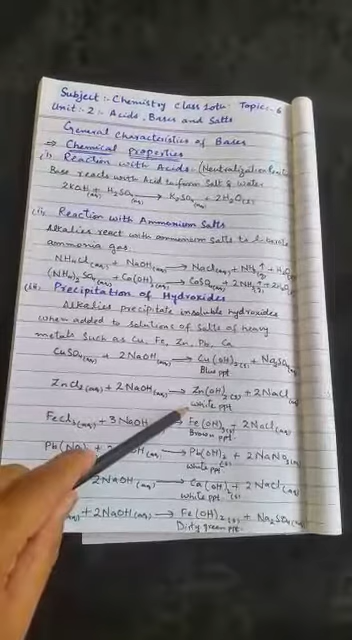 Subject :- Chemistry Class 10th Topic:- 6
Unit :- 2 :- Acids, Bases and Salts
General Characteristics of Bases
⇒ Chemical properties
(i) Reaction with Acids:-
Base reacts with Acid to form Salt & Water
2KOH(aq) + H2SO4(aq) → K2SO4(aq) + 2H2O(l)
(ii) Reaction with Ammonium Salts
Alkalies react with ammonium salts to liberate
ammonia gas
NH4Cl(aq) + NaOH(aq) → NaCl(aq) + NH3↑(g) + H2O(l)
(NH4)2SO4(aq) + Ca(OH)2(aq) → CaSO4(aq) + 2NH3↑(g) + 2H2O(l)
(iii) Precipitation of Hydroxides
Alkalies precipitate insoluble hydroxides
when added to solutions of salts of heavy
metals Such as Cu, Fe, Zn, Pb, Ca
CuSO4(aq) + 2NaOH(aq) → Cu(OH)2(s) + Na2SO4(aq)
Blue ppt
ZnCl2(aq) + 2NaOH(aq) → Zn(OH)2(s) + 2NaCl(aq)
White ppt
FeCl3(aq) + 3NaOH → Fe(OH)3(s) + 3NaCl(aq)
Brown ppt.
Pb(NO → Pb(OH)2(s) + 2NaNO3(aq)
White ppt
2NaOH(aq) → Ca(OH)2(s) + 2NaCl(aq)
White ppt
+ 2NaOH(aq) → Fe(OH)2(s) + Na2SO4(aq)
Dirty green ppt.